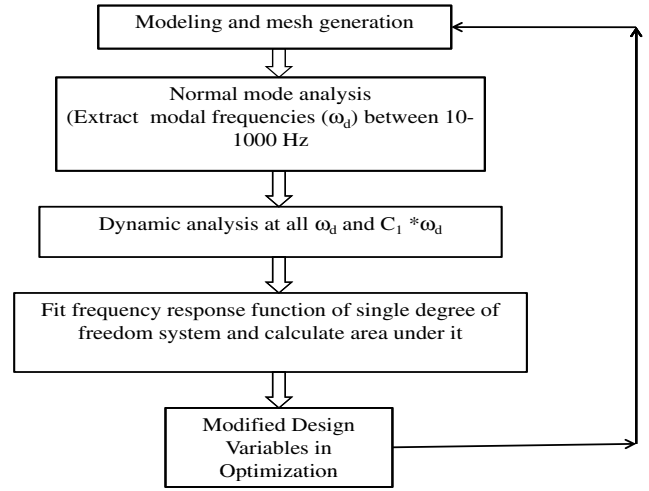 Modeling and mesh generation
Normal mode analysis
(Extract modal frequencies (ωd) between 10-
1000 Hz
Dynamic analysis at all ωd and C1 *ωd
Fit frequency response function of single degree of
freedom system and calculate area under it
Modified Design
Variables in
Optimization